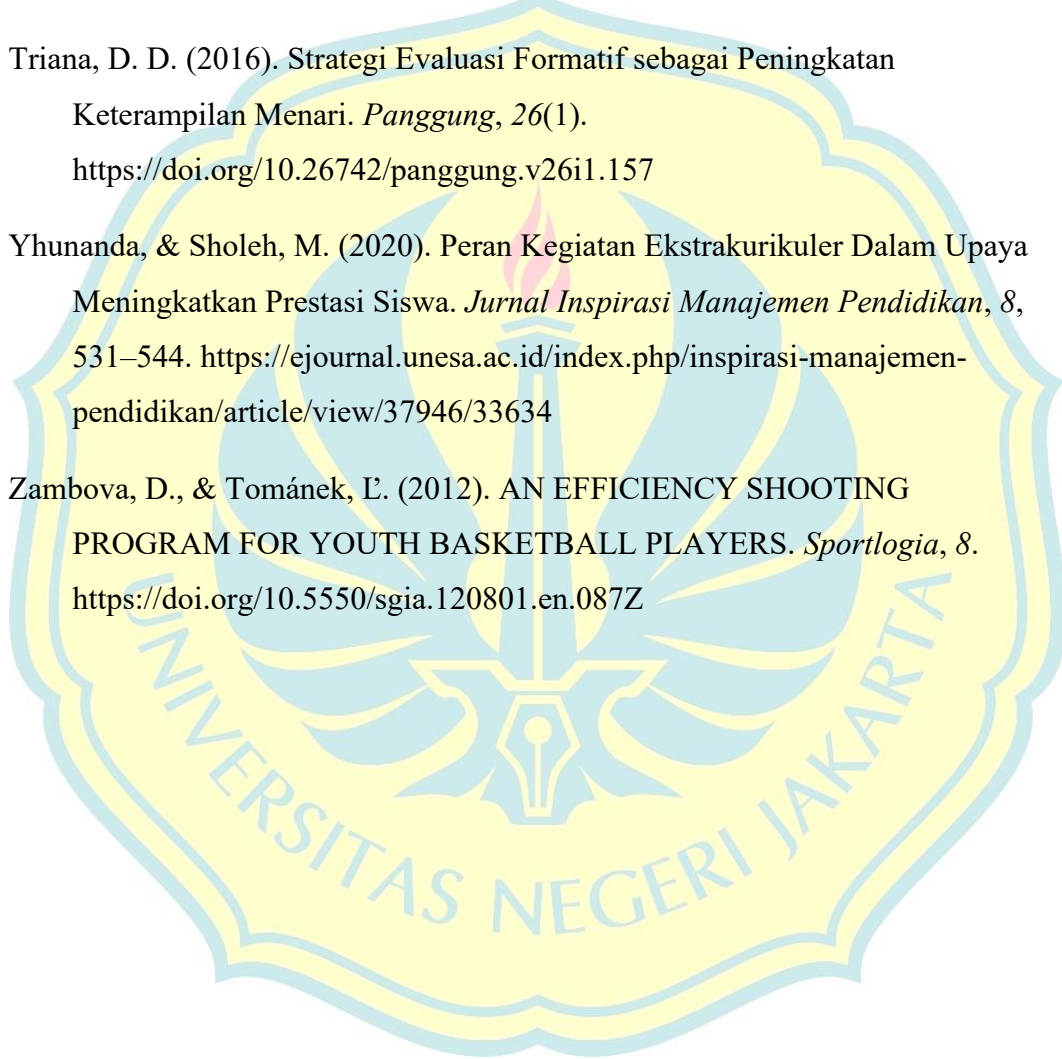 Triana, D. D. (2016). Strategi Evaluasi Formatif sebagai Peningkatan
Keterampilan Menari. Panggung, 26(1).
https://doi.org/10.26742/panggung.v26i1.157
Yhunanda, & Sholeh, M. (2020). Peran Kegiatan Ekstrakurikuler Dalam Upaya
Meningkatkan Prestasi Siswa. Jurnal Inspirasi Manajemen Pendidikan, 8,
531–544. https://ejournal.unesa.ac.id/index.php/inspirasi-manajemen-
pendidikan/article/view/37946/33634
Zambova, D., & Tománek, Ľ. (2012). AN EFFICIENCY SHOOTING
PROGRAM FOR YOUTH BASKETBALL PLAYERS. Sportlogia, 8.
https://doi.org/10.5550/sgia.120801.en.087Z
UNIVERSITAS NEGERI JAKARTA